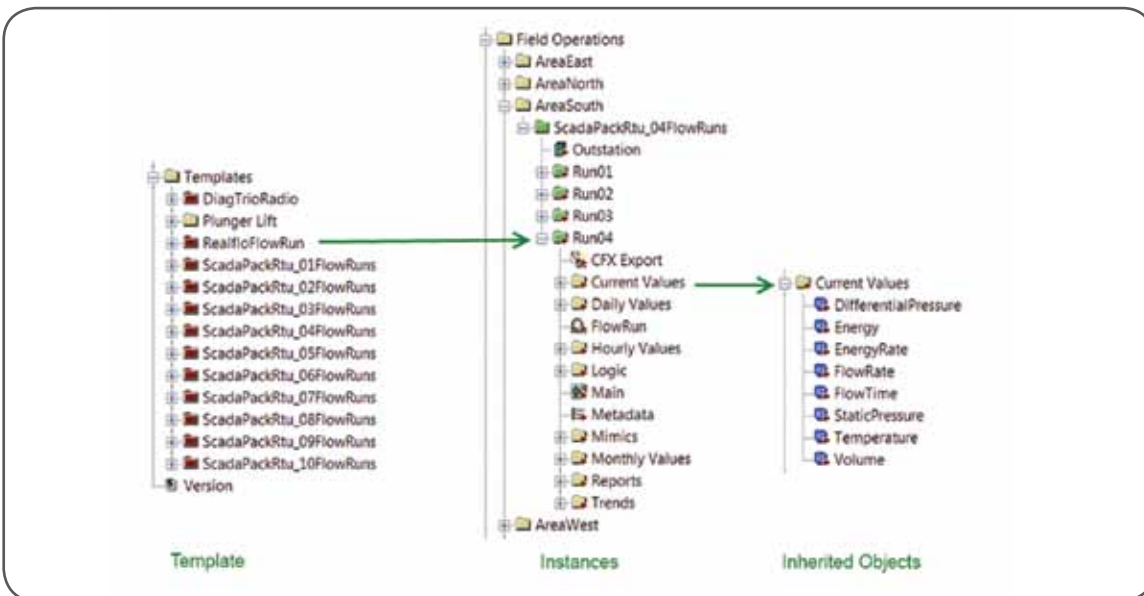 Templates
DiagTrioRadio
Plunger Lift
RealfloFlowRun
ScadaPackRtu_01FlowRuns
ScadaPackRtu_02FlowRuns
ScadaPackRtu_03FlowRuns
ScadaPackRtu_04FlowRuns
ScadaPackRtu_05FlowRuns
ScadaPackRtu_06FlowRuns
ScadaPackRtu_07FlowRuns
ScadaPackRtu_08FlowRuns
ScadaPackRtu_09FlowRuns
ScadaPackRtu_10FlowRuns
Version
Template
Field Operations
AreaEast
AreaNorth
AreaSouth
ScadaPackRtu_04FlowRuns
Outstation
Run01
Run02
Run03
Run04
CFX Export
Current Values
Daily Values
FlowRun
Hourly Values
Logic
Main
Metadata
Mimics
Monthly Values
Reports
Trends
AreaWest
Instances
Current Values
DifferentialPressure
Energy
EnergyRate
FlowRate
FlowTime
StaticPressure
Temperature
Volume
Inherited Objects